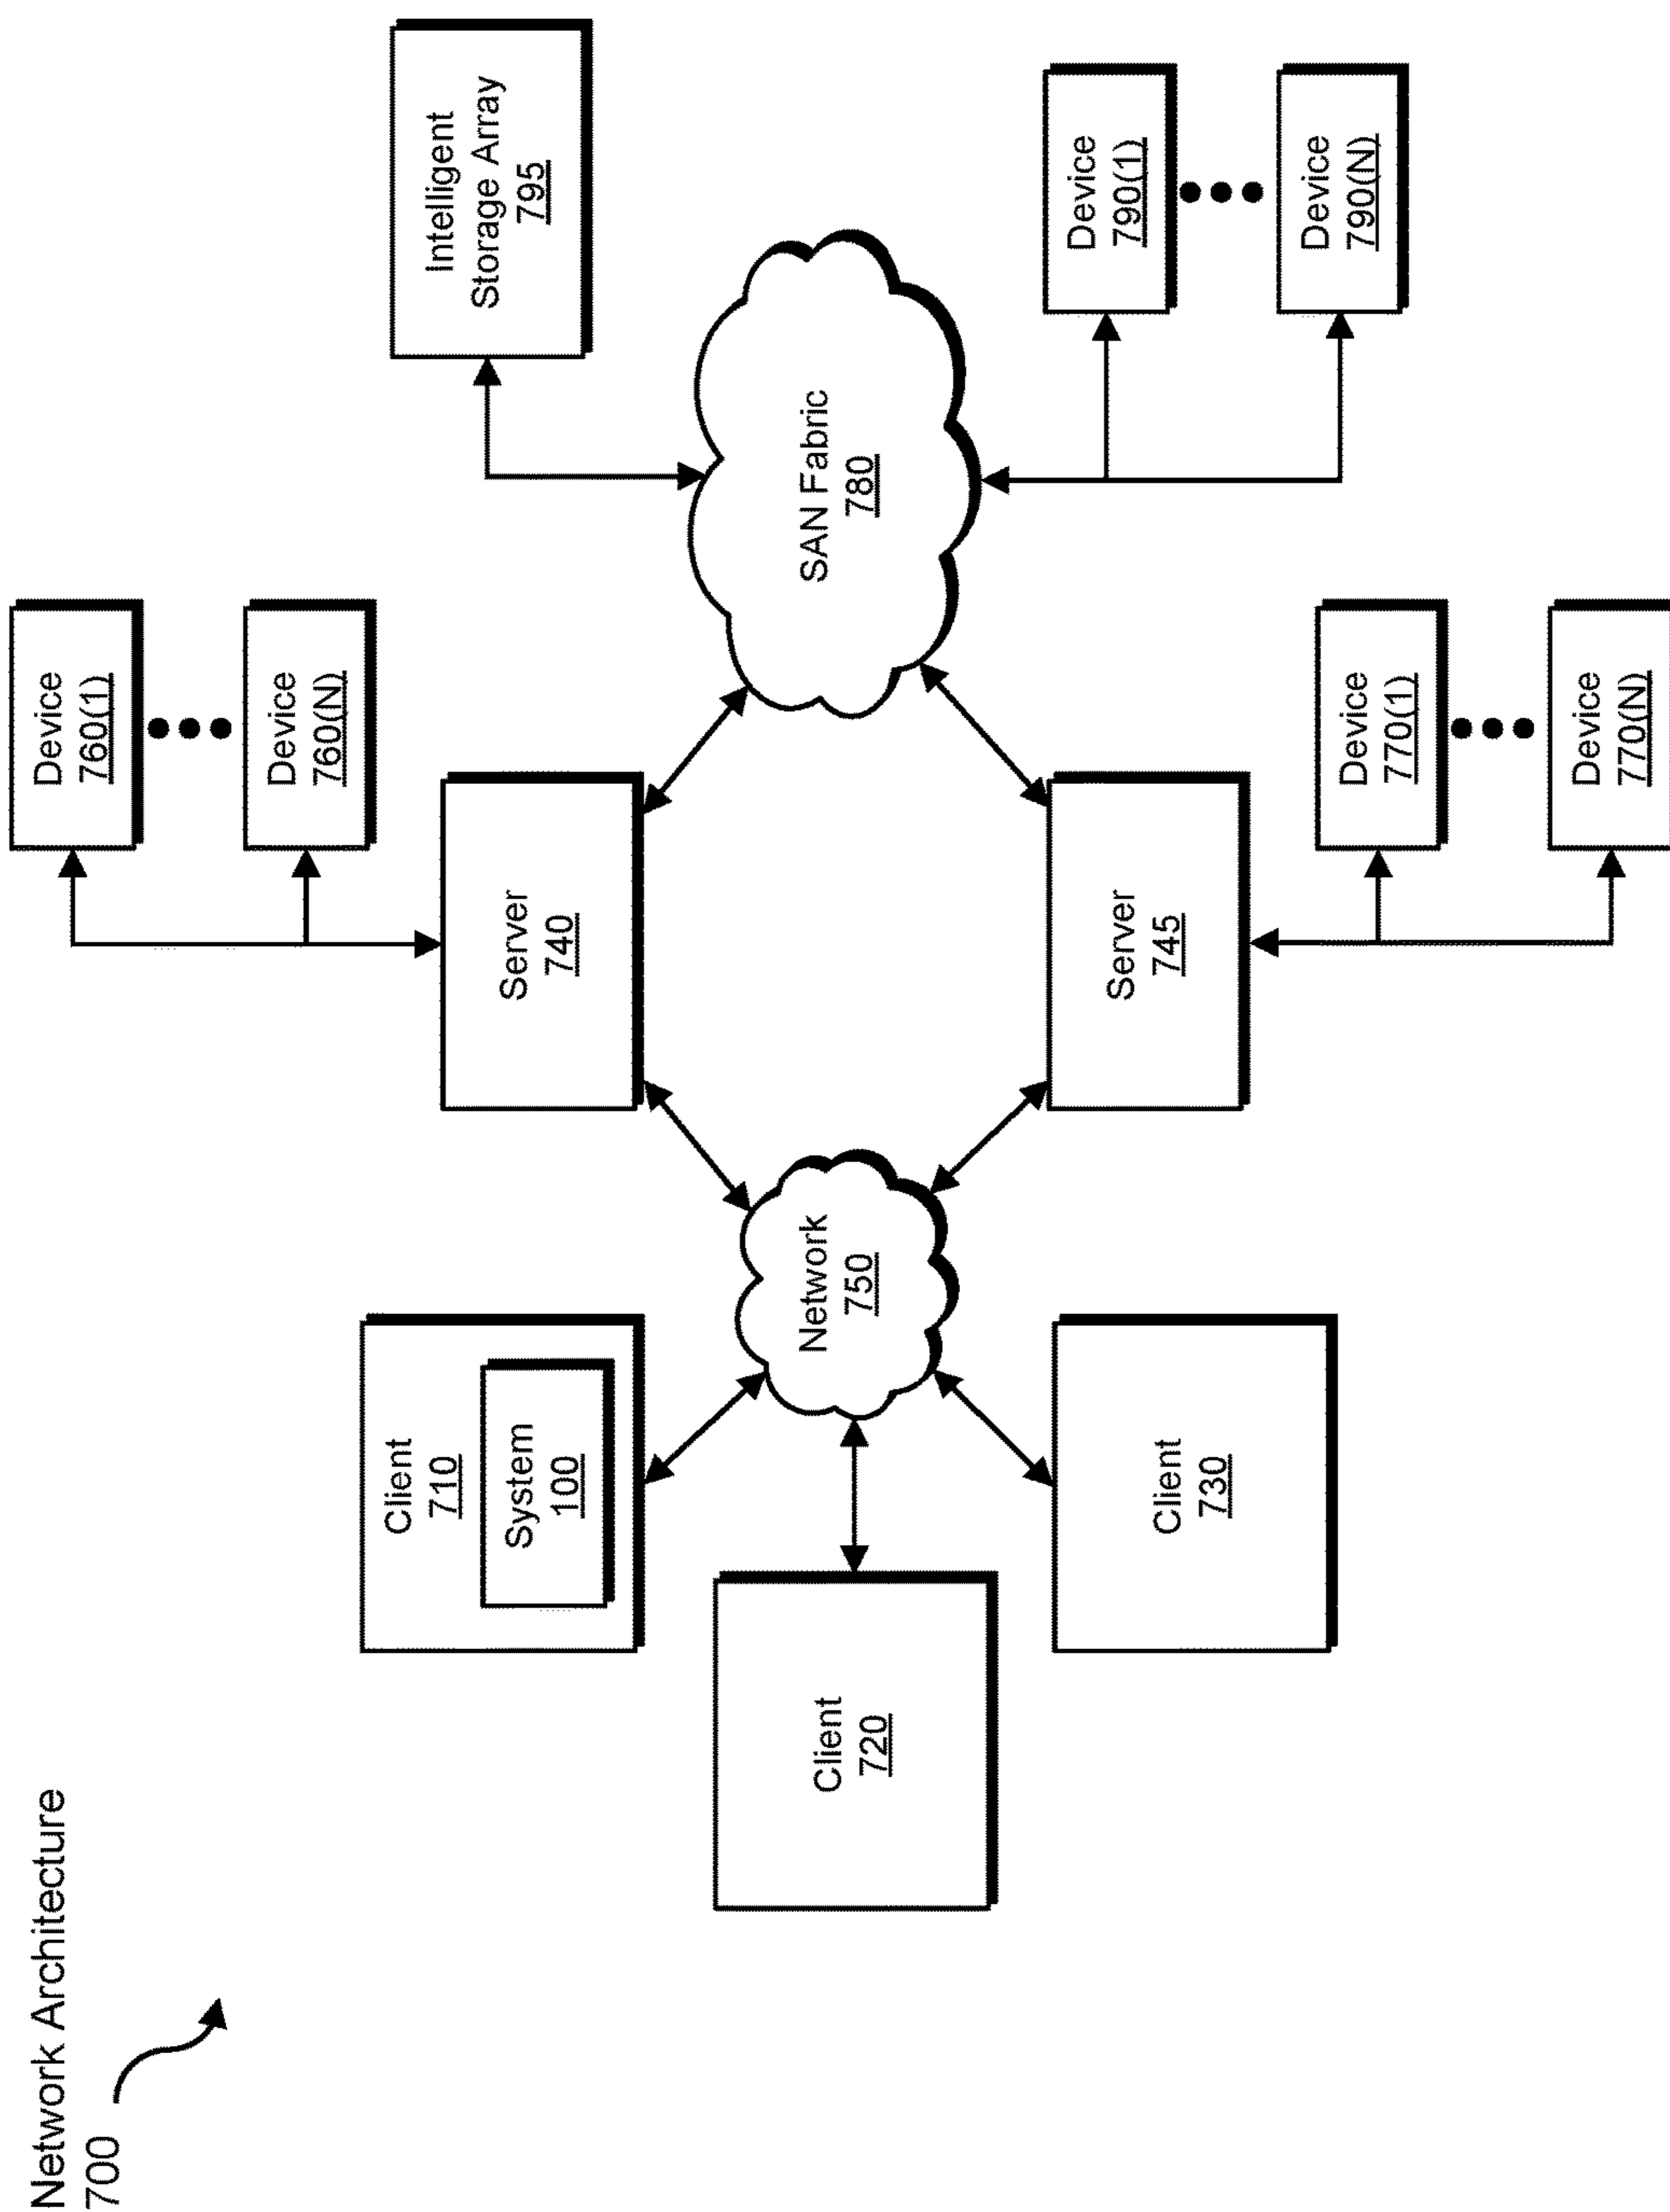 Network Architecture
700
Client
710
System
100
Client
720
Client
730
Network
750
Server
740
Server
745
Device
760(1)
Device
760(N)
Device
770(1)
Device
770(N)
SAN Fabric
780
Intelligent
Storage Array
795
Device
790(1)
Device
790(N)